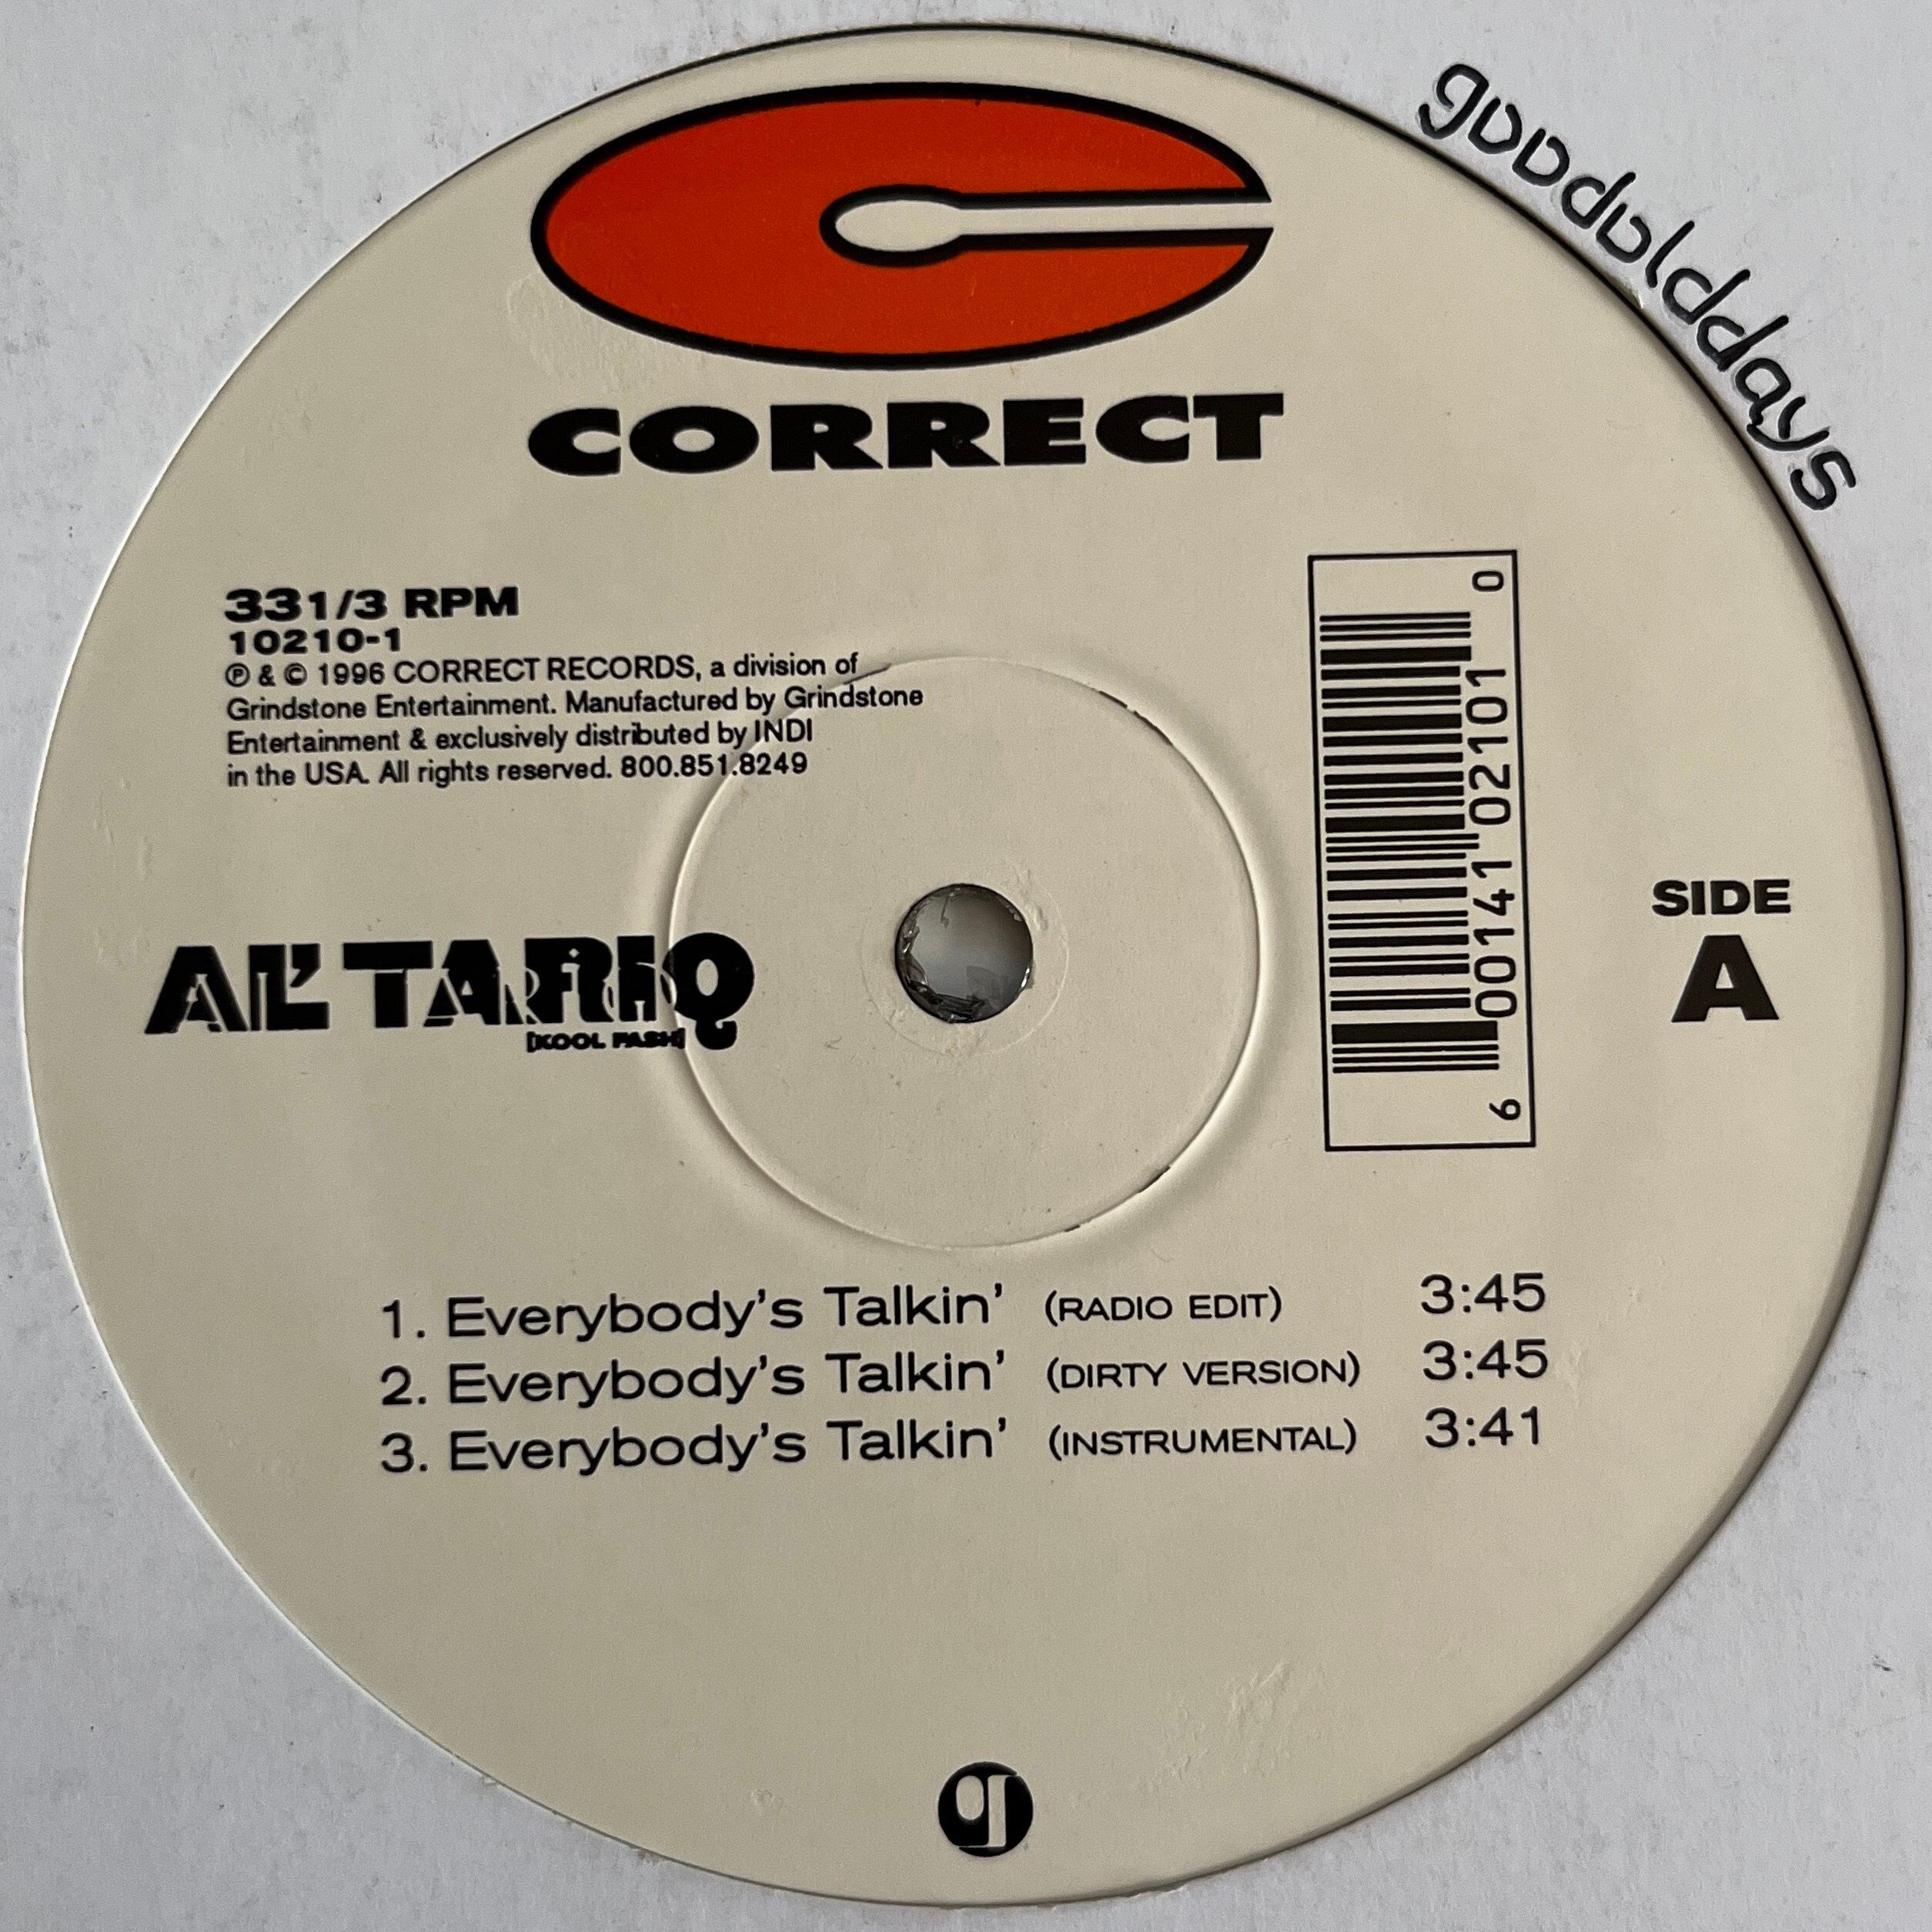 goodolddays
CORRECT
331/3 RPM
10210-1
℗ & © 1996 CORRECT RECORDS, a division of
Grindstone Entertainment. Manufactured by Grindstone
Entertainment & exclusively distributed by INDI
in the USA. All rights reserved. 800.851.8249
6 00141 02101 0
SIDE
A
AL' TARIQ
[KOOL FASH]
1. Everybody's Talkin' (RADIO EDIT) 3:45
2. Everybody's Talkin' (DIRTY VERSION) 3:45
3. Everybody's Talkin' (INSTRUMENTAL) 3:41
g